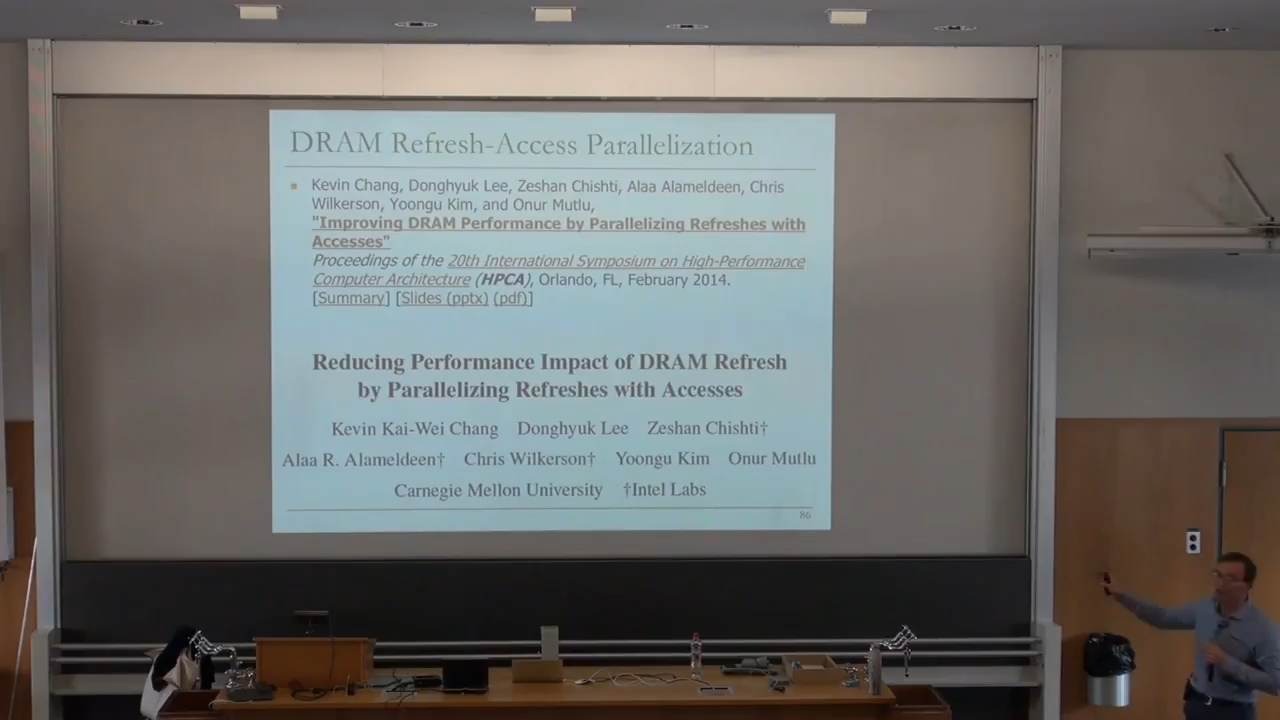 DRAM Refresh-Access Parallelization
Kevin Chang, Donghyuk Lee, Zeshan Chishti, Alaa Alameldeen, Chris
Wilkerson, Yoongu Kim, and Onur Mutlu,
"Improving DRAM Performance by Parallelizing Refreshes with
Accesses"
Proceedings of the 20th International Symposium on High-Performance
Computer Architecture (HPCA), Orlando, FL, February 2014.
[Summary] [Slides (pptx) (pdf)]
Reducing Performance Impact of DRAM Refresh
by Parallelizing Refreshes with Accesses
Kevin Kai-Wei Chang Donghyuk Lee Zeshan Chishti†
Alaa R. Alameldeen† Chris Wilkerson† Yoongu Kim Onur Mutlu
Carnegie Mellon University †Intel Labs
86